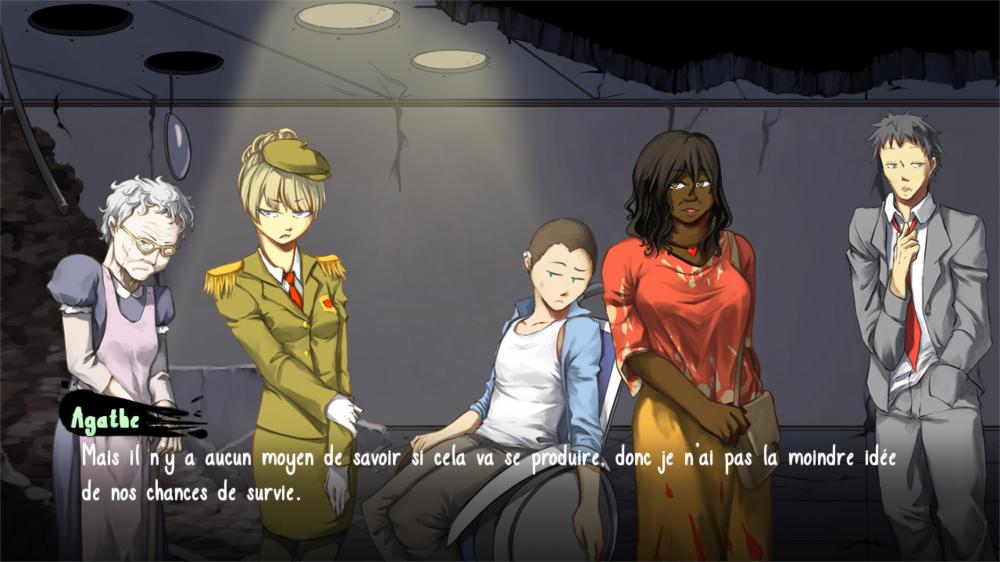 Agathe
Mais il n'y a aucun moyen de savoir si cela va se produire, donc je n'ai pas la moindre idée
de nos chances de survie.